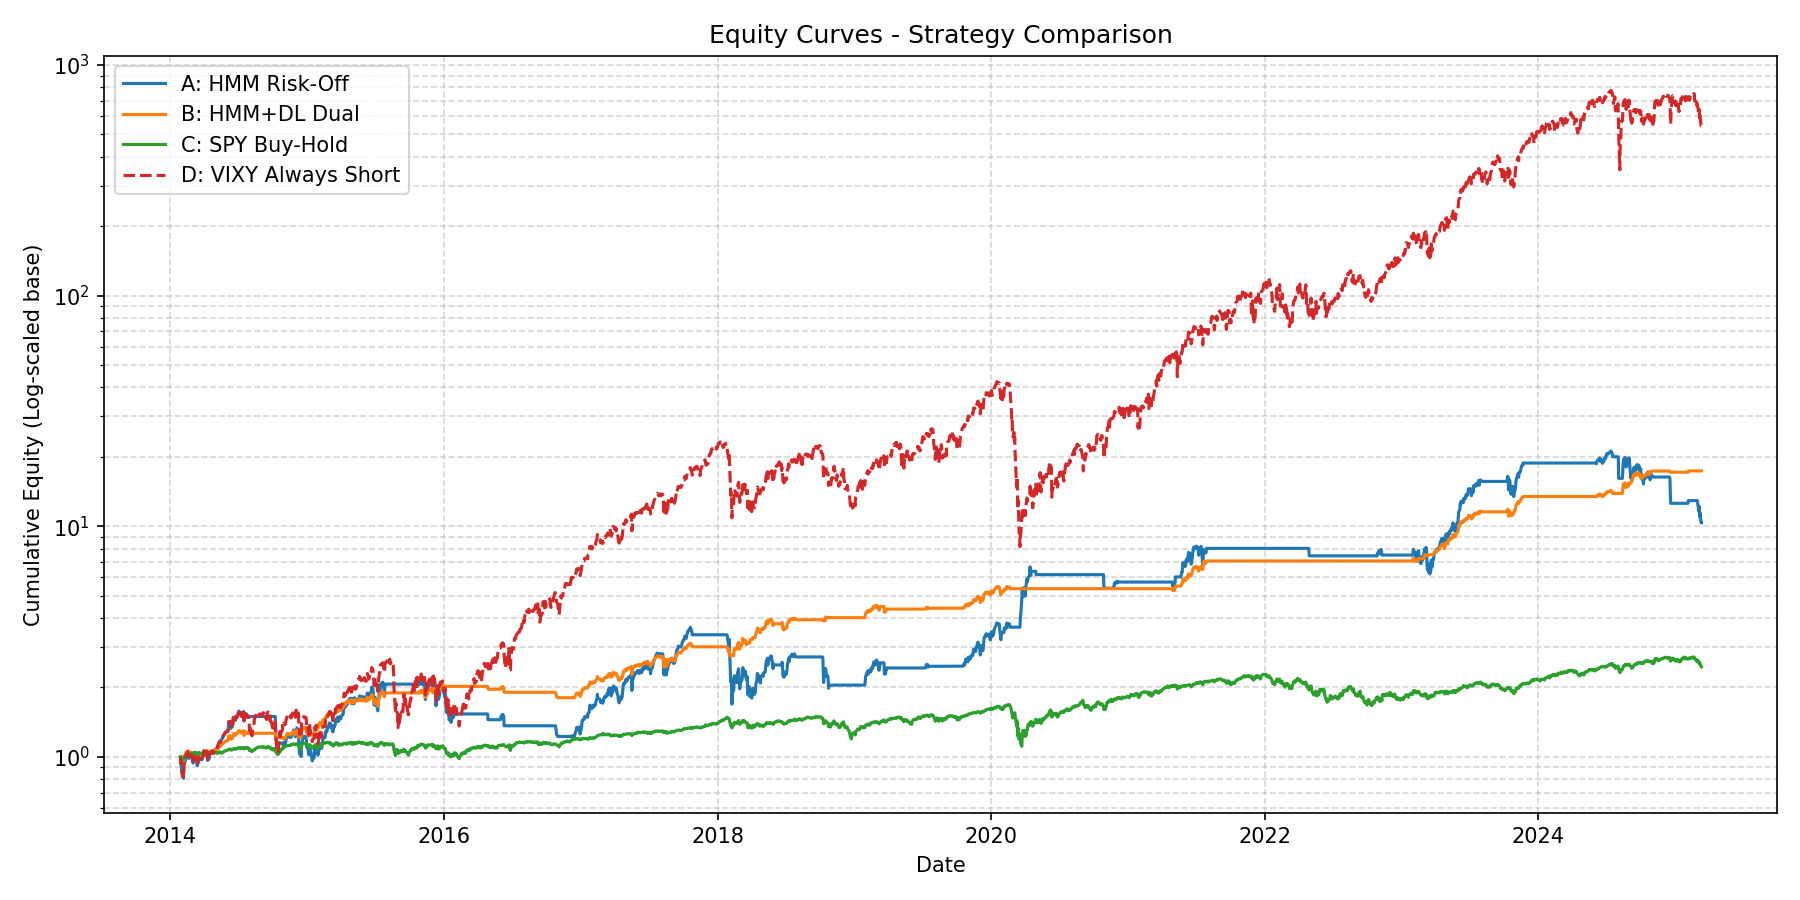 Equity Curves - Strategy Comparison
10³
A: HMM Risk-Off
B: HMM+DL Dual
C: SPY Buy-Hold
D: VIXY Always Short
10²
10¹
10⁰
Cumulative Equity (Log-scaled base)
2014 2016 2018 2020 2022 2024
Date